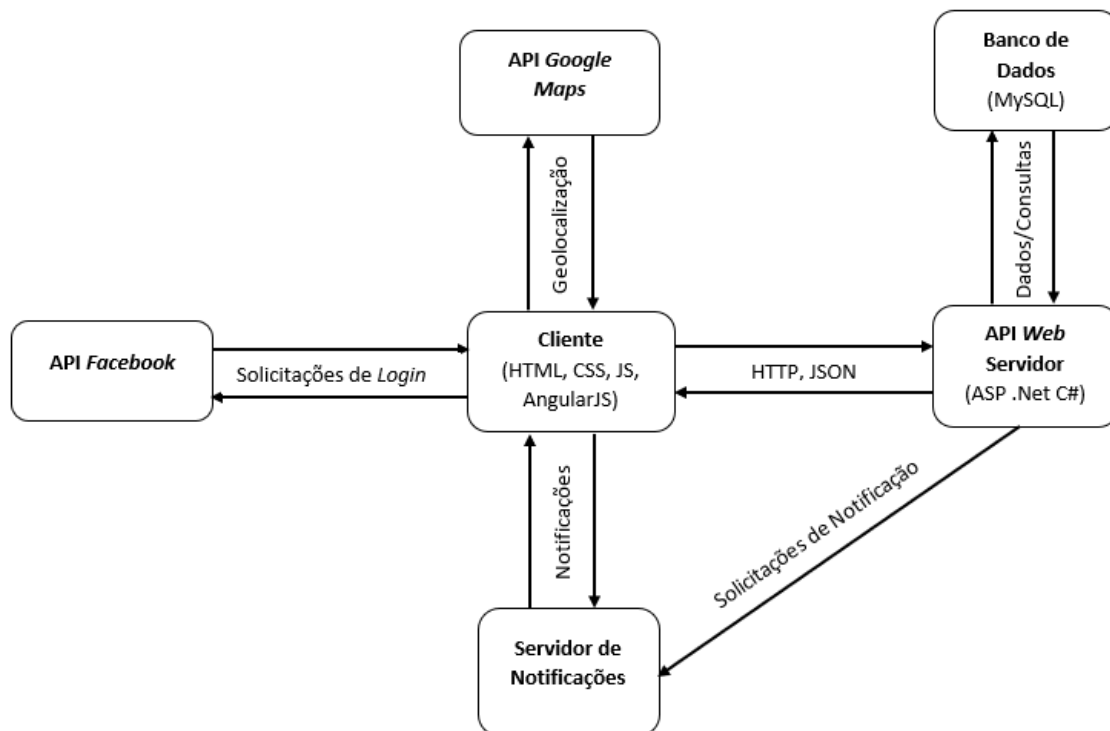 API Google
Maps
Banco de
Dados
(MySQL)
Geolocalização
Dados/Consultas
API Facebook
Solicitações de Login
Cliente
(HTML, CSS, JS,
AngularJS)
HTTP, JSON
API Web
Servidor
(ASP .Net C#)
Notificações
Solicitações de Notificação
Servidor de
Notificações